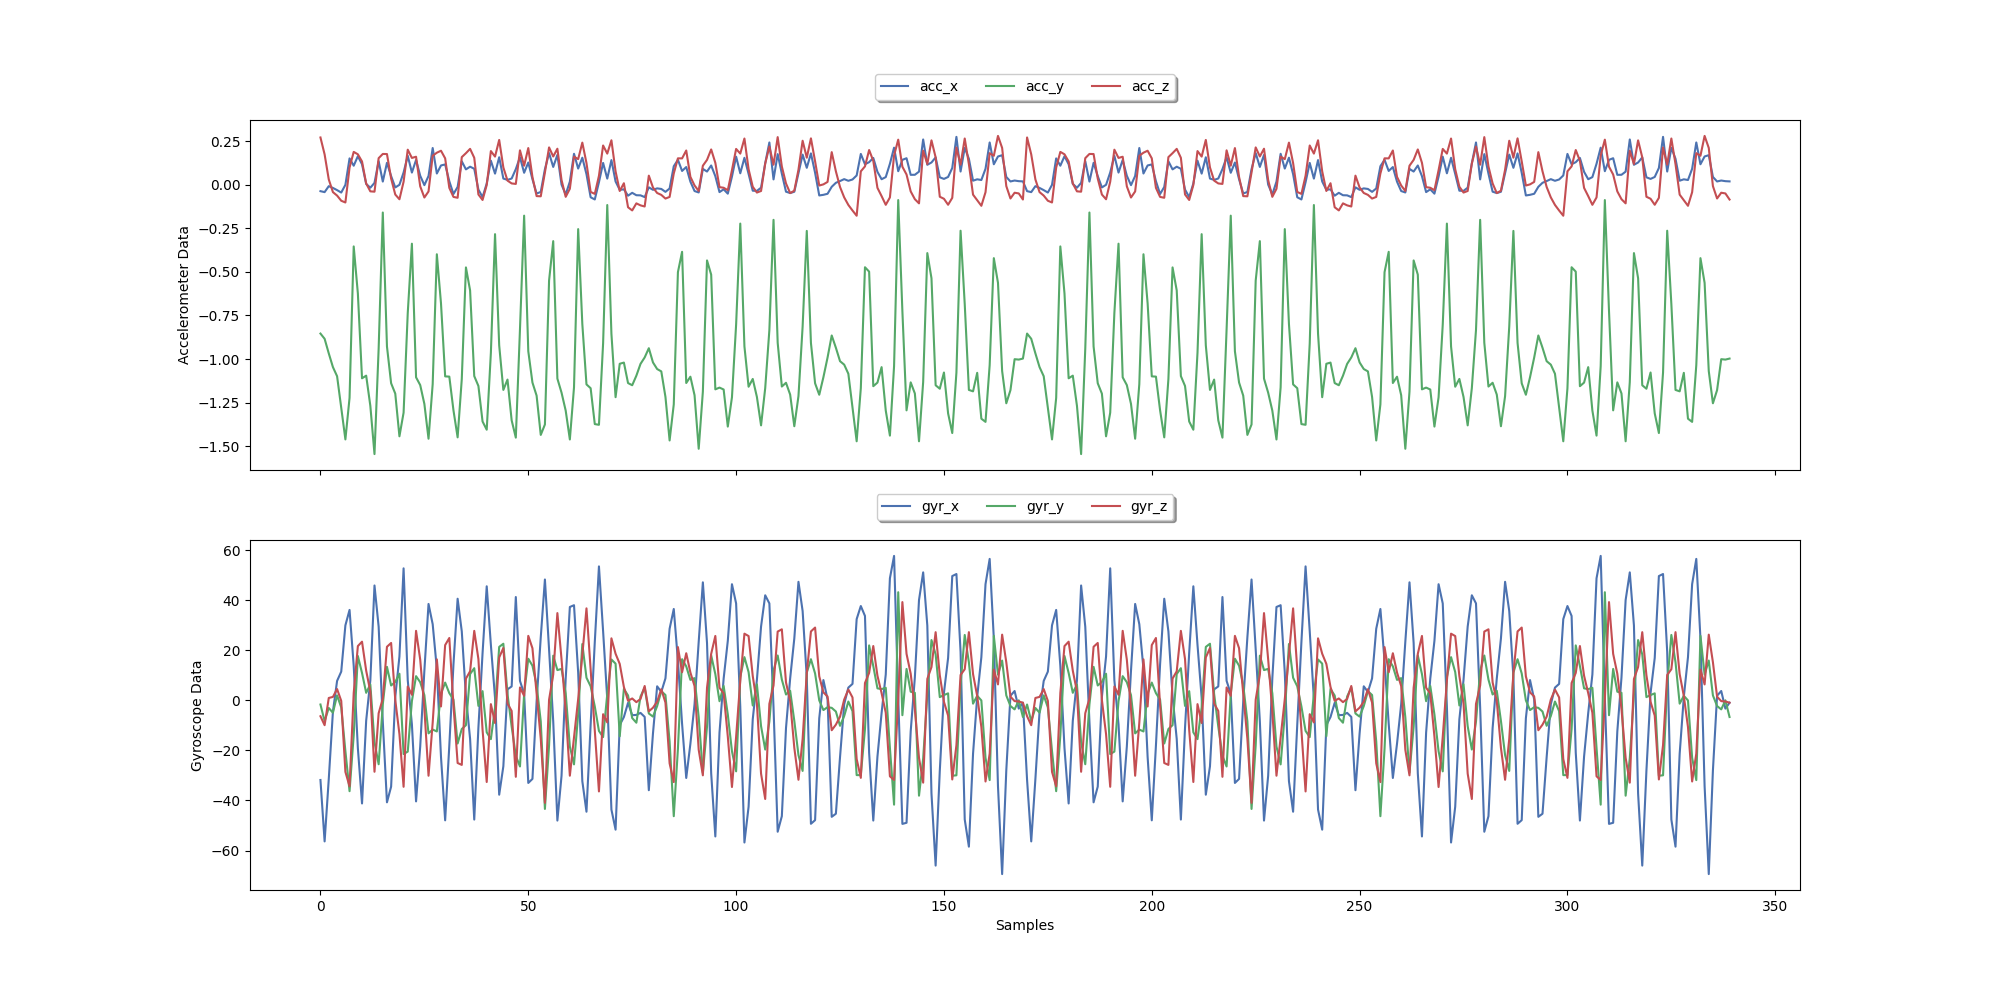 acc_x acc_y acc_z
0.25
0.00
−0.25
−0.50
−0.75
−1.00
−1.25
−1.50
Accelerometer Data
gyr_x gyr_y gyr_z
60
40
20
0
−20
−40
−60
Gyroscope Data
0 50 100 150 200 250 300 350
Samples